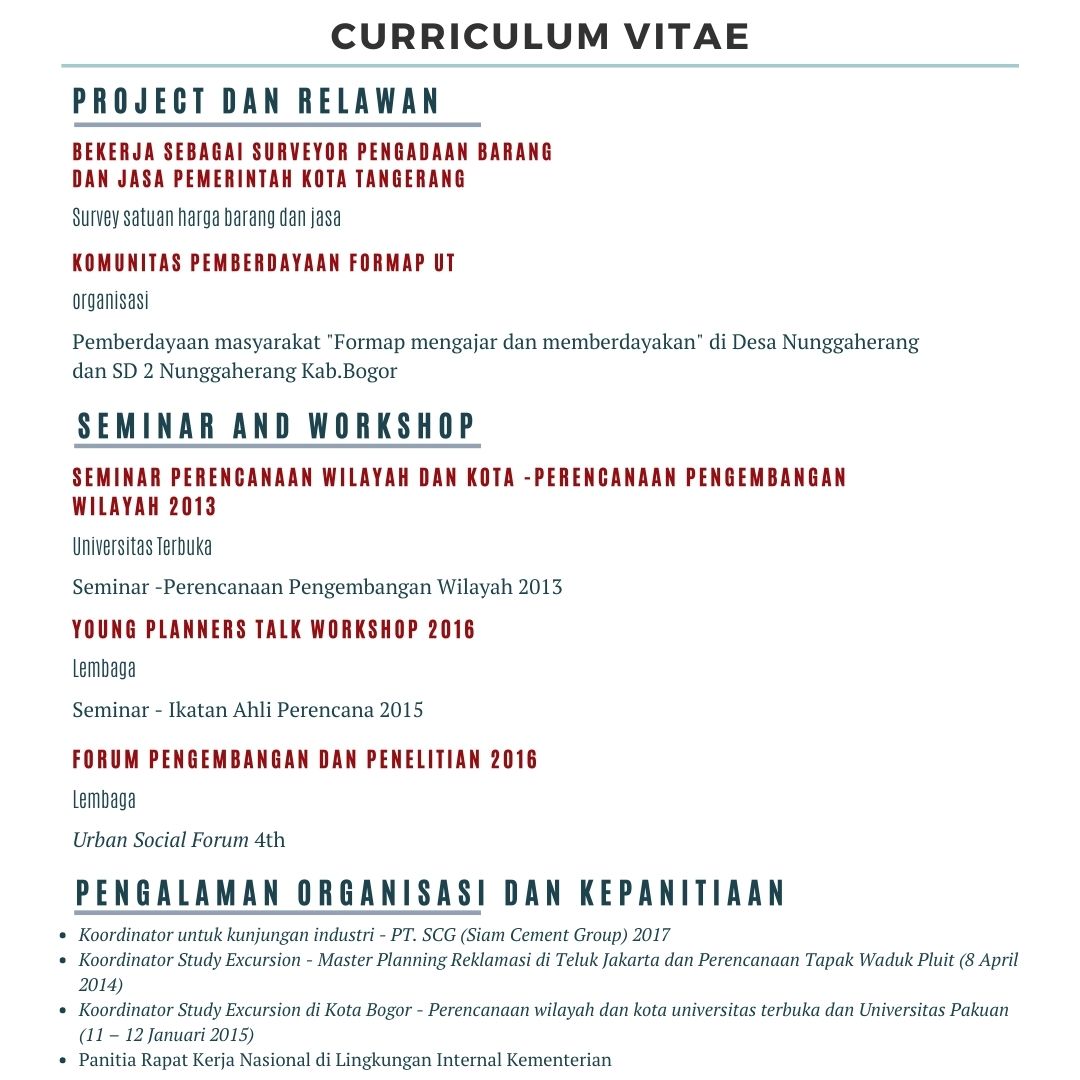 CURRICULUM VITAE
PROJECT DAN RELAWAN
BEKERJA SEBAGAI SURVEYOR PENGADAAN BARANG
DAN JASA PEMERINTAH KOTA TANGERANG
Survey satuan harga barang dan jasa
KOMUNITAS PEMBERDAYAAN FORMAP UT
organisasi
Pemberdayaan masyarakat "Formap mengajar dan memberdayakan" di Desa Nunggaherang
dan SD 2 Nunggaherang Kab.Bogor
SEMINAR AND WORKSHOP
SEMINAR PERENCANAAN WILAYAH DAN KOTA -PERENCANAAN PENGEMBANGAN
WILAYAH 2013
Universitas Terbuka
Seminar -Perencanaan Pengembangan Wilayah 2013
YOUNG PLANNERS TALK WORKSHOP 2016
Lembaga
Seminar - Ikatan Ahli Perencana 2015
FORUM PENGEMBANGAN DAN PENELITIAN 2016
Lembaga
Urban Social Forum 4th
PENGALAMAN ORGANISASI DAN KEPANITIAAN
• Koordinator untuk kunjungan industri - PT. SCG (Siam Cement Group) 2017
• Koordinator Study Excursion - Master Planning Reklamasi di Teluk Jakarta dan Perencanaan Tapak Waduk Pluit (8 April
2014)
• Koordinator Study Excursion di Kota Bogor - Perencanaan wilayah dan kota universitas terbuka dan Universitas Pakuan
(11 – 12 Januari 2015)
• Panitia Rapat Kerja Nasional di Lingkungan Internal Kementerian